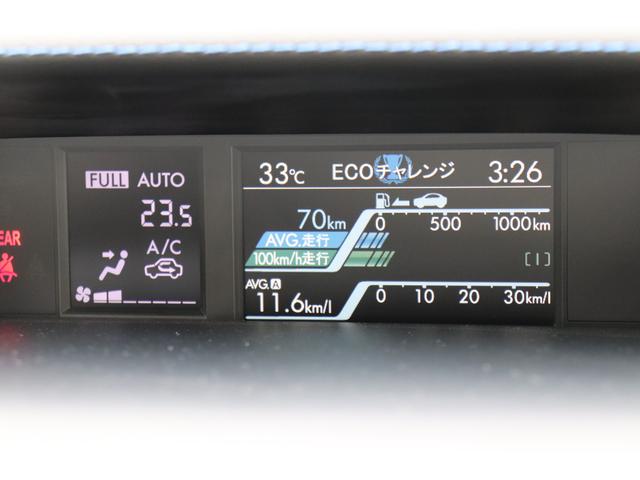 FULL AUTO
23.5
A/C
EAR
33℃ ECOチャレンジ 3:26
70km
0 500 1000km
AVG.走行
100km/h走行
[ | ]
AVG.A
11.6km/l
0 10 20 30km/l